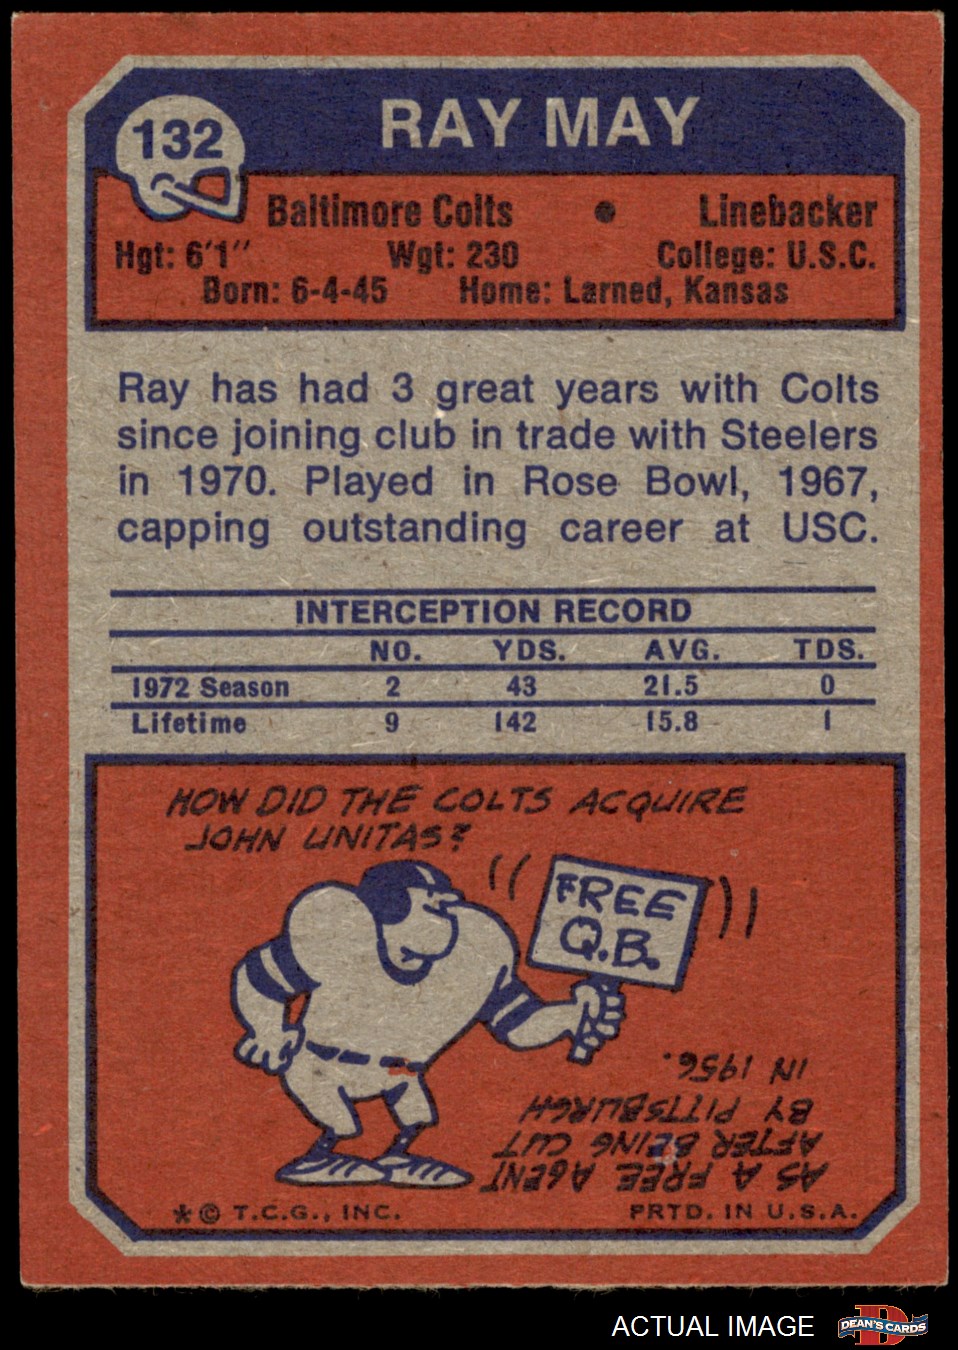 132
RAY MAY
Baltimore Colts • Linebacker
Hgt: 6'1" Wgt: 230 College: U.S.C.
Born: 6-4-45 Home: Larned, Kansas
Ray has had 3 great years with Colts
since joining club in trade with Steelers
in 1970. Played in Rose Bowl, 1967,
capping outstanding career at USC.
INTERCEPTION RECORD
NO. YDS. AVG. TDS.
1972 Season 2 43 21.5 0
Lifetime 9 142 15.8 1
HOW DID THE COLTS ACQUIRE
JOHN UNITAS?
FREE
Q.B.
AS A FREE AGENT
AFTER BEING CUT
BY PITTSBURGH
IN 1956.
*© T.C.G., INC. PRTD. IN U.S.A.
ACTUAL IMAGE
D
DEAN'S CARDS